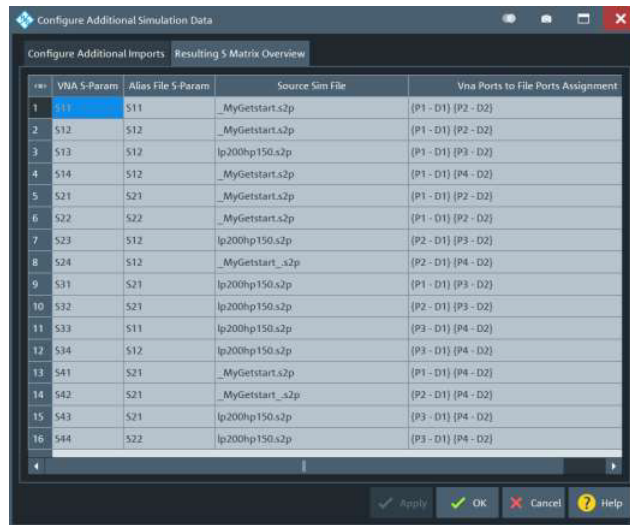 Configure Additional Simulation Data
Configure Additional Imports Resulting S Matrix Overview
VNA S-Param Alias File S-Param Source Sim File Vna Ports to File Ports Assignment
1 S11 S11 _MyGetstart.s2p {P1 - D1} {P2 - D2}
2 S12 S12 _MyGetstart.s2p {P1 - D1} {P2 - D2}
3 S13 S12 lp200hp150.s2p {P1 - D1} {P3 - D2}
4 S14 S12 _MyGetstart.s2p {P1 - D1} {P4 - D2}
5 S21 S21 _MyGetstart.s2p {P1 - D1} {P2 - D2}
6 S22 S22 _MyGetstart.s2p {P1 - D1} {P2 - D2}
7 S23 S12 lp200hp150.s2p {P2 - D1} {P3 - D2}
8 S24 S12 _MyGetstart_.s2p {P2 - D1} {P4 - D2}
9 S31 S21 lp200hp150.s2p {P1 - D1} {P3 - D2}
10 S32 S21 lp200hp150.s2p {P2 - D1} {P3 - D2}
11 S33 S11 lp200hp150.s2p {P3 - D1} {P4 - D2}
12 S34 S12 lp200hp150.s2p {P3 - D1} {P4 - D2}
13 S41 S21 _MyGetstart.s2p {P1 - D1} {P4 - D2}
14 S42 S21 _MyGetstart_.s2p {P2 - D1} {P4 - D2}
15 S43 S21 lp200hp150.s2p {P3 - D1} {P4 - D2}
16 S44 S22 lp200hp150.s2p {P3 - D1} {P4 - D2}
Apply OK Cancel ? Help